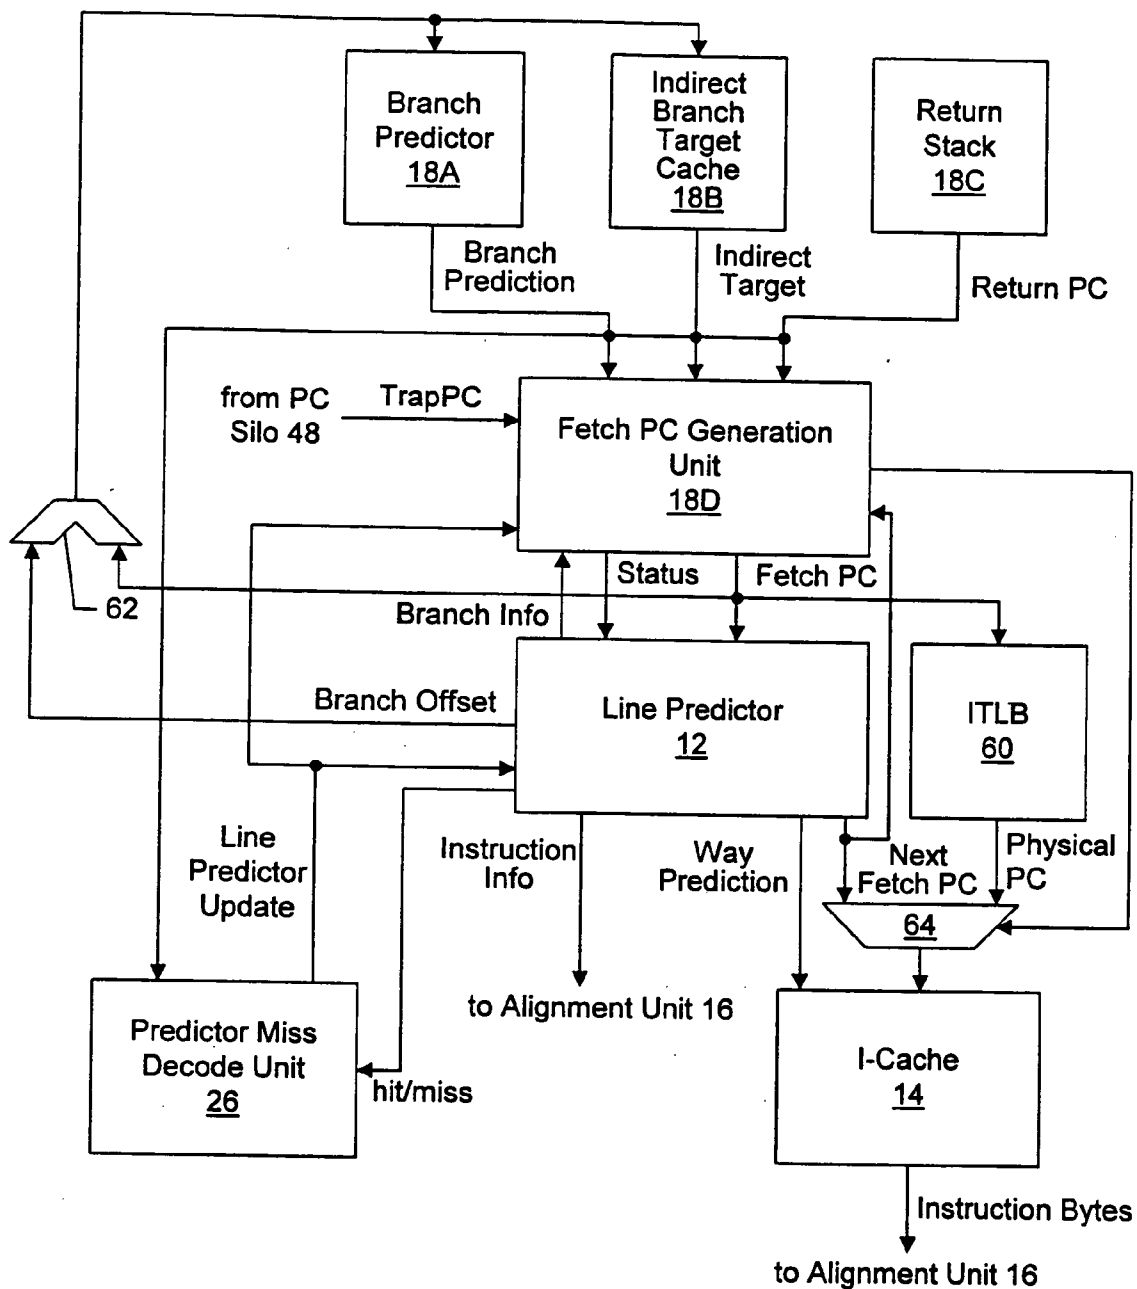 Branch
Predictor
18A
Indirect
Branch
Target
Cache
18B
Return
Stack
18C
Branch
Prediction
Indirect
Target
Return PC
from PC
Silo 48
TrapPC
Fetch PC Generation
Unit
18D
62
Status
Fetch PC
Branch Info
Branch Offset
Line Predictor
12
ITLB
60
Line
Predictor
Update
Instruction
Info
Way
Prediction
Next
Fetch PC
Physical
PC
64
to Alignment Unit 16
Predictor Miss
Decode Unit
26
hit/miss
I-Cache
14
Instruction Bytes
to Alignment Unit 16